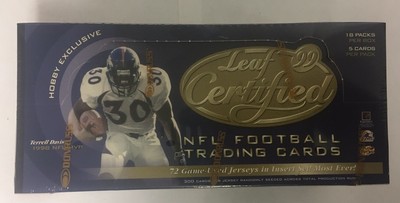 HOBBY EXCLUSIVE
18 PACKS
PER BOX
5 CARDS
PER PACK
Leaf 99
Certified
30
30
Terrell Davis
NFL FOOTBALL
TRADING CARDS
72 Game-Used Jerseys in Insert Set Most Ever!